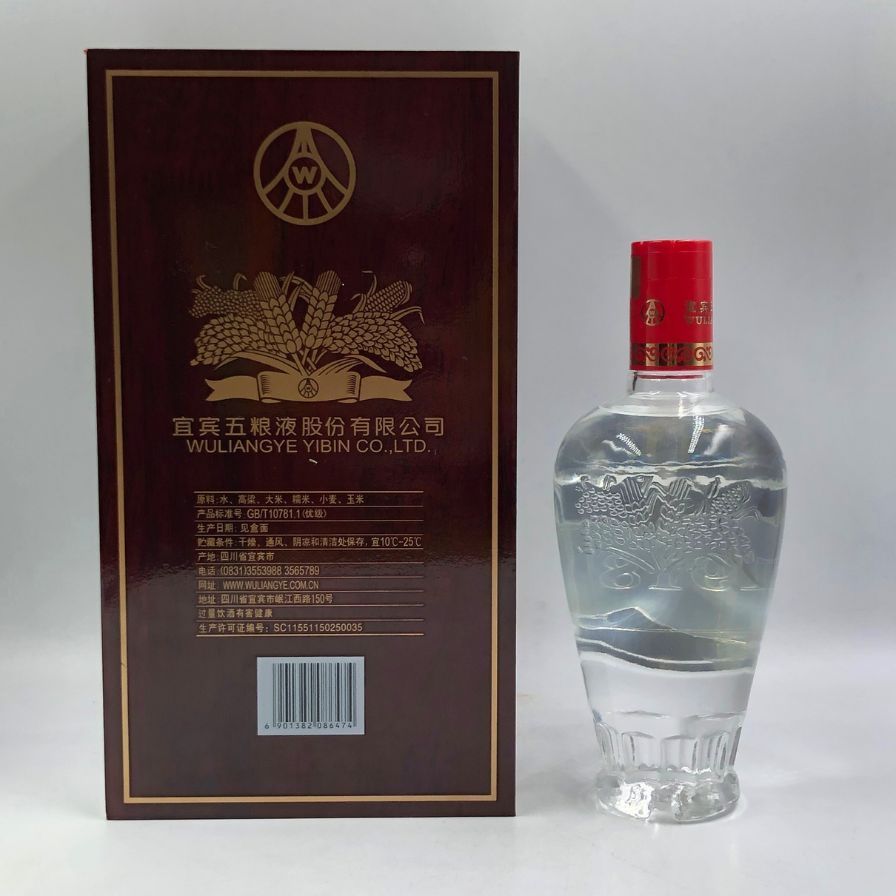 W
宜宾五粮液股份有限公司
WULIANGYE YIBIN CO.,LTD.
原料:水、高粱、大米、糯米、小麦、玉米
产品标准号 GB/T10781.1(优级)
生产日期:见盒面
贮藏条件:干燥、通风、阴凉和清洁处保存，宜10℃-25℃
产地:四川省宜宾市
电话:(0831)3553988 3565789
网址: WWW.WULIANGYE.COM.CN
地址:四川省宜宾市岷江西路150号
过量饮酒有害健康
生产许可证编号: SC11551150250035
6 901382 086474
宜宾
WULIA